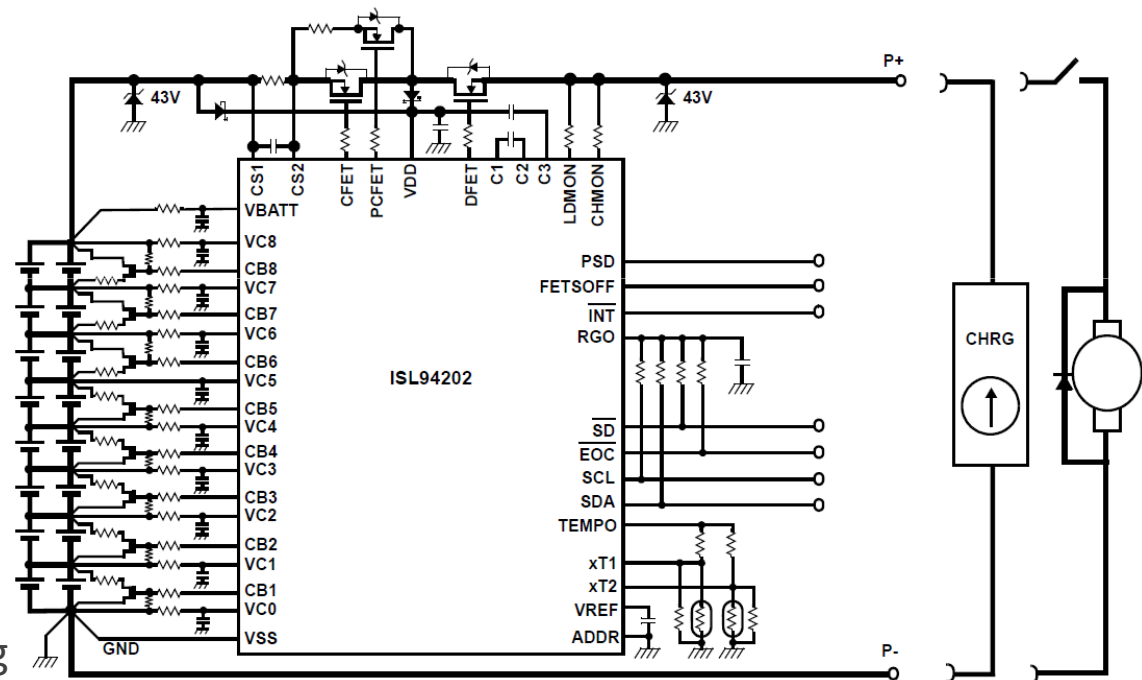 P+
43V
43V
CS1
CS2
CFET
PCFET
VDD
DFET
C1
C2
C3
LDMON
CHMON
VBATT
VC8
CB8
VC7
CB7
VC6
CB6
VC5
CB5
VC4
CB4
VC3
CB3
VC2
CB2
VC1
CB1
VC0
VSS
GND
ISL94202
PSD
FETSOFF
INT
RGO
SD
EOC
SCL
SDA
TEMPO
xT1
xT2
VREF
ADDR
CHRG
P-
g